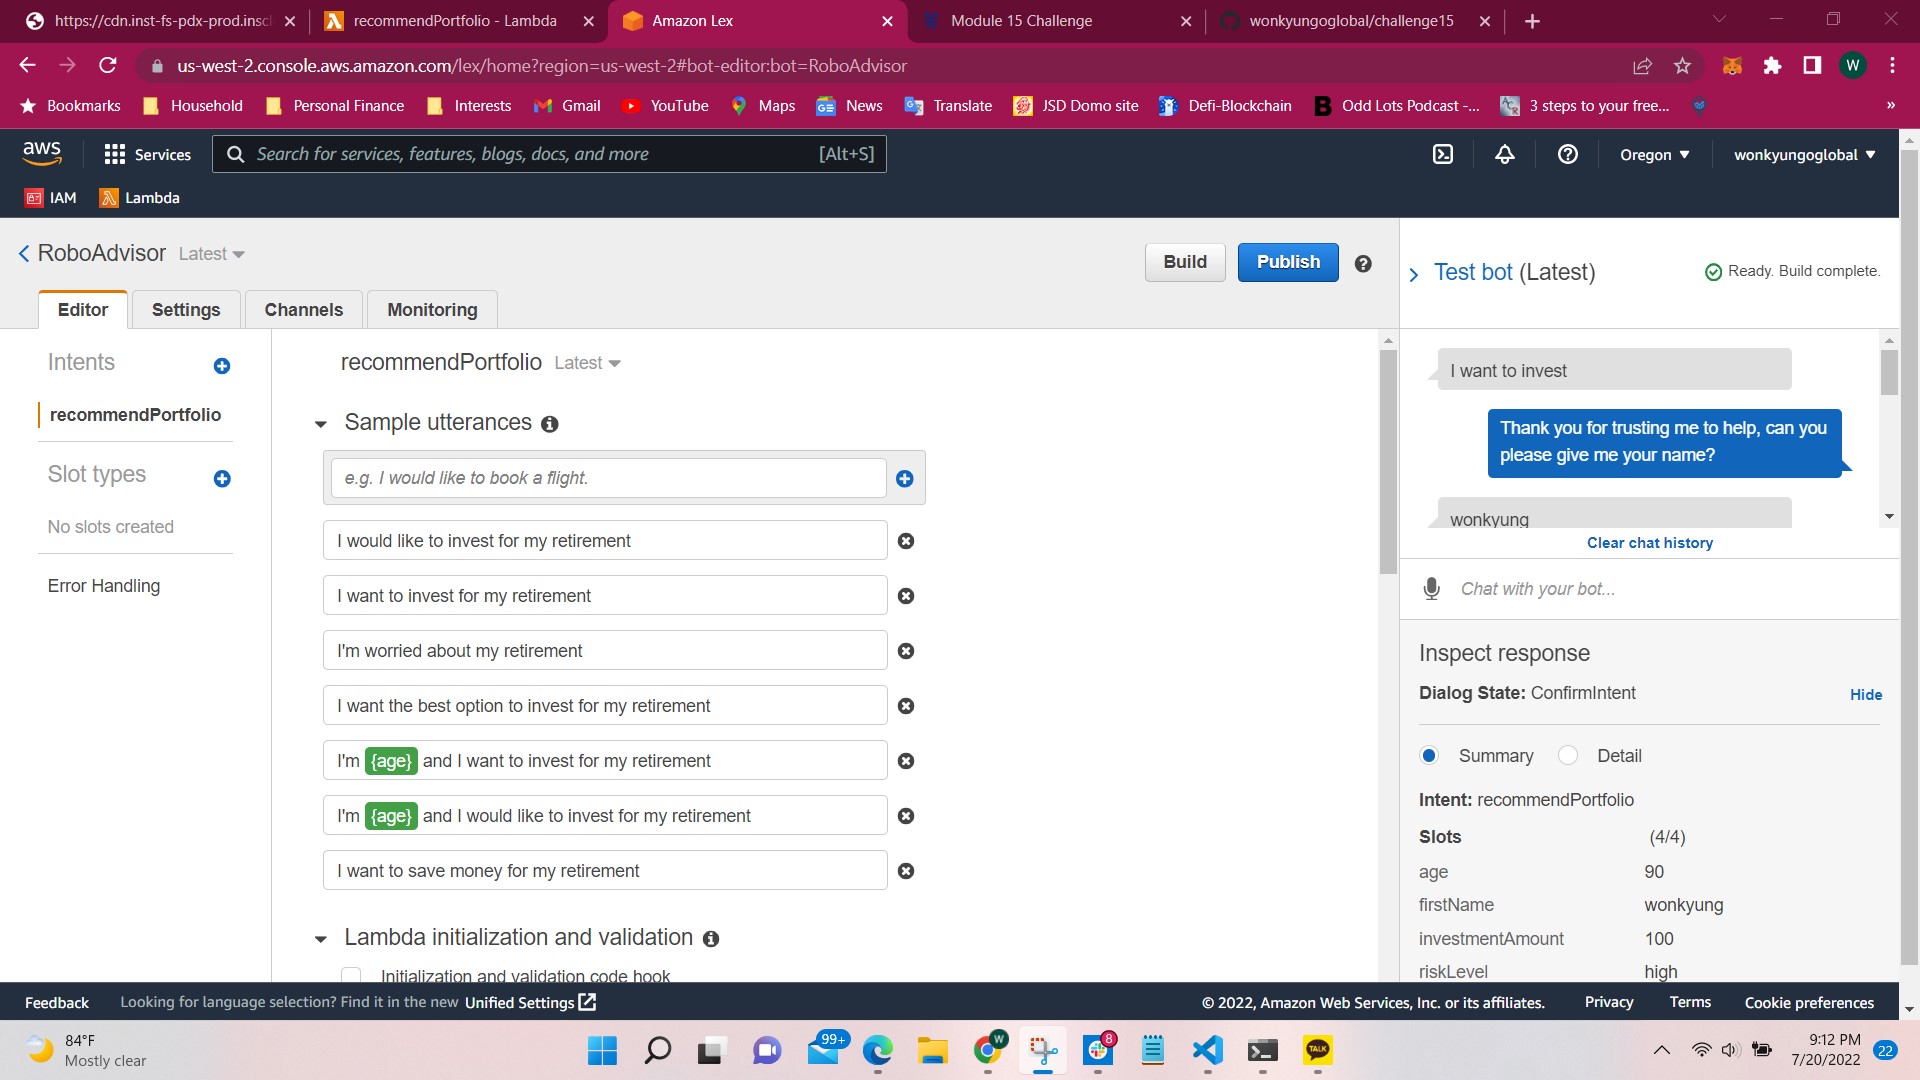 https://cdn.inst-fs-pdx-prod.inscl
recommendPortfolio - Lambda
Amazon Lex
Module 15 Challenge
wonkyungoglobal/challenge15
us-west-2.console.aws.amazon.com/lex/home?region=us-west-2#bot-editor:bot=RoboAdvisor
W
Bookmarks
Household
Personal Finance
Interests
Gmail
YouTube
Maps
News
Translate
JSD Domo site
Defi-Blockchain
Odd Lots Podcast -...
3 steps to your free...
»
aws
Services
Search for services, features, blogs, docs, and more
[Alt+S]
Oregon
wonkyungoglobal
IAM
Lambda
RoboAdvisor
Latest
Build
Publish
Test bot (Latest)
Ready. Build complete.
Editor
Settings
Channels
Monitoring
Intents
recommendPortfolio
Slot types
No slots created
Error Handling
recommendPortfolio
Latest
Sample utterances
e.g. I would like to book a flight.
I would like to invest for my retirement
I want to invest for my retirement
I'm worried about my retirement
I want the best option to invest for my retirement
I'm {age} and I want to invest for my retirement
I'm {age} and I would like to invest for my retirement
I want to save money for my retirement
Lambda initialization and validation
Initialization and validation code hook
I want to invest
Thank you for trusting me to help, can you
please give me your name?
wonkyung
Clear chat history
Chat with your bot...
Inspect response
Dialog State: ConfirmIntent
Hide
Summary
Detail
Intent: recommendPortfolio
Slots (4/4)
age 90
firstName wonkyung
investmentAmount 100
riskLevel high
Feedback
Looking for language selection? Find it in the new Unified Settings
© 2022, Amazon Web Services, Inc. or its affiliates.
Privacy
Terms
Cookie preferences
84°F
Mostly clear
99+
W
8
TALK
9:12 PM
7/20/2022
22